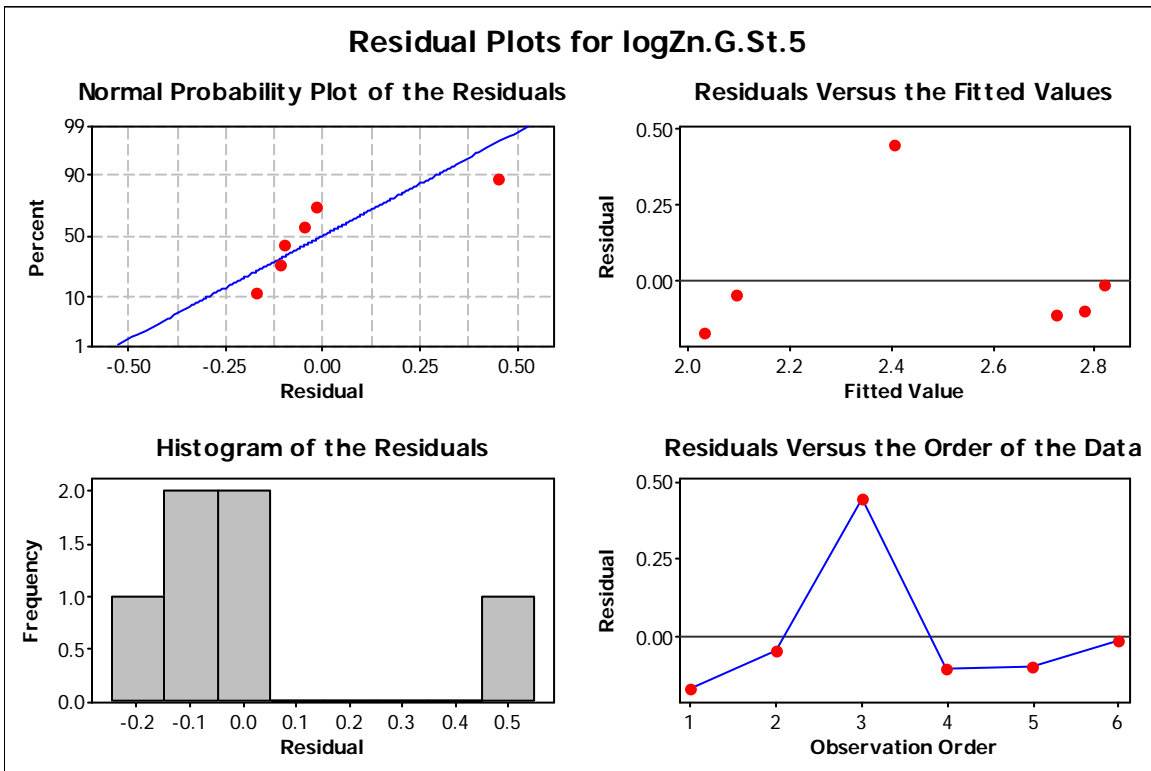 Residual Plots for logZn.G.St.5
Normal Probability Plot of the Residuals
99
90
50
10
1
Percent
-0.50 -0.25 0.00 0.25 0.50
Residual
Residuals Versus the Fitted Values
0.50
0.25
0.00
Residual
2.0 2.2 2.4 2.6 2.8
Fitted Value
Histogram of the Residuals
2.0
1.5
1.0
0.5
0.0
Frequency
-0.2 -0.1 0.0 0.1 0.2 0.3 0.4 0.5
Residual
Residuals Versus the Order of the Data
0.50
0.25
0.00
Residual
1 2 3 4 5 6
Observation Order